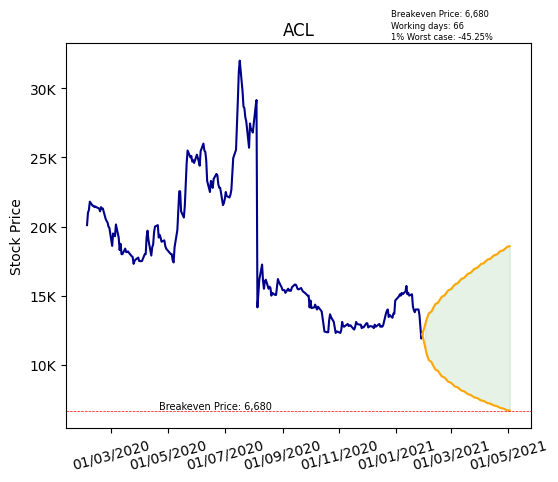 Breakeven Price: 6,680
Working days: 66
1% Worst case: -45.25%
ACL
Stock Price
30K
25K
20K
15K
10K
Breakeven Price: 6,680
01/03/2020
01/05/2020
01/07/2020
01/09/2020
01/11/2020
01/01/2021
01/03/2021
01/05/2021